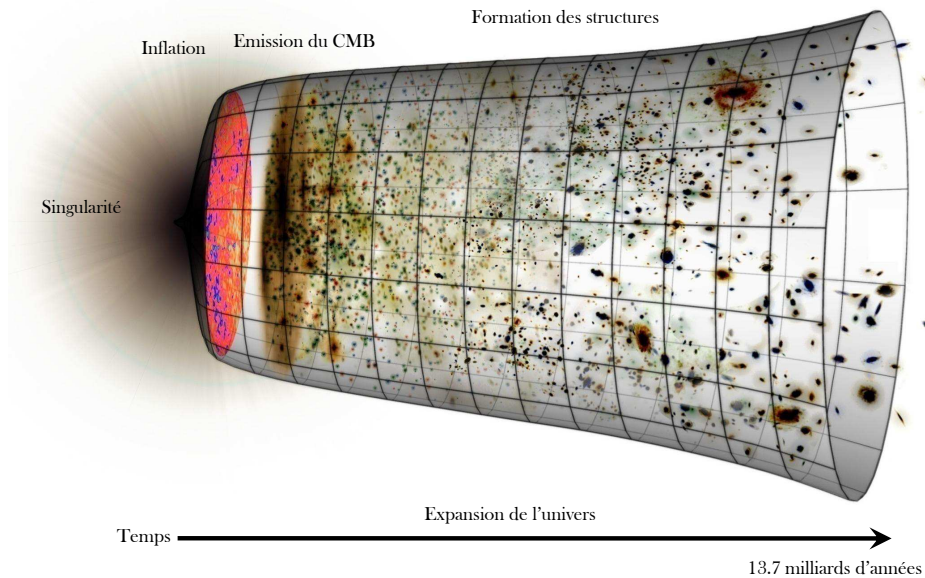 Formation des structures
Inflation
Emission du CMB
Singularité
Expansion de l'univers
Temps
13.7 milliards d'années